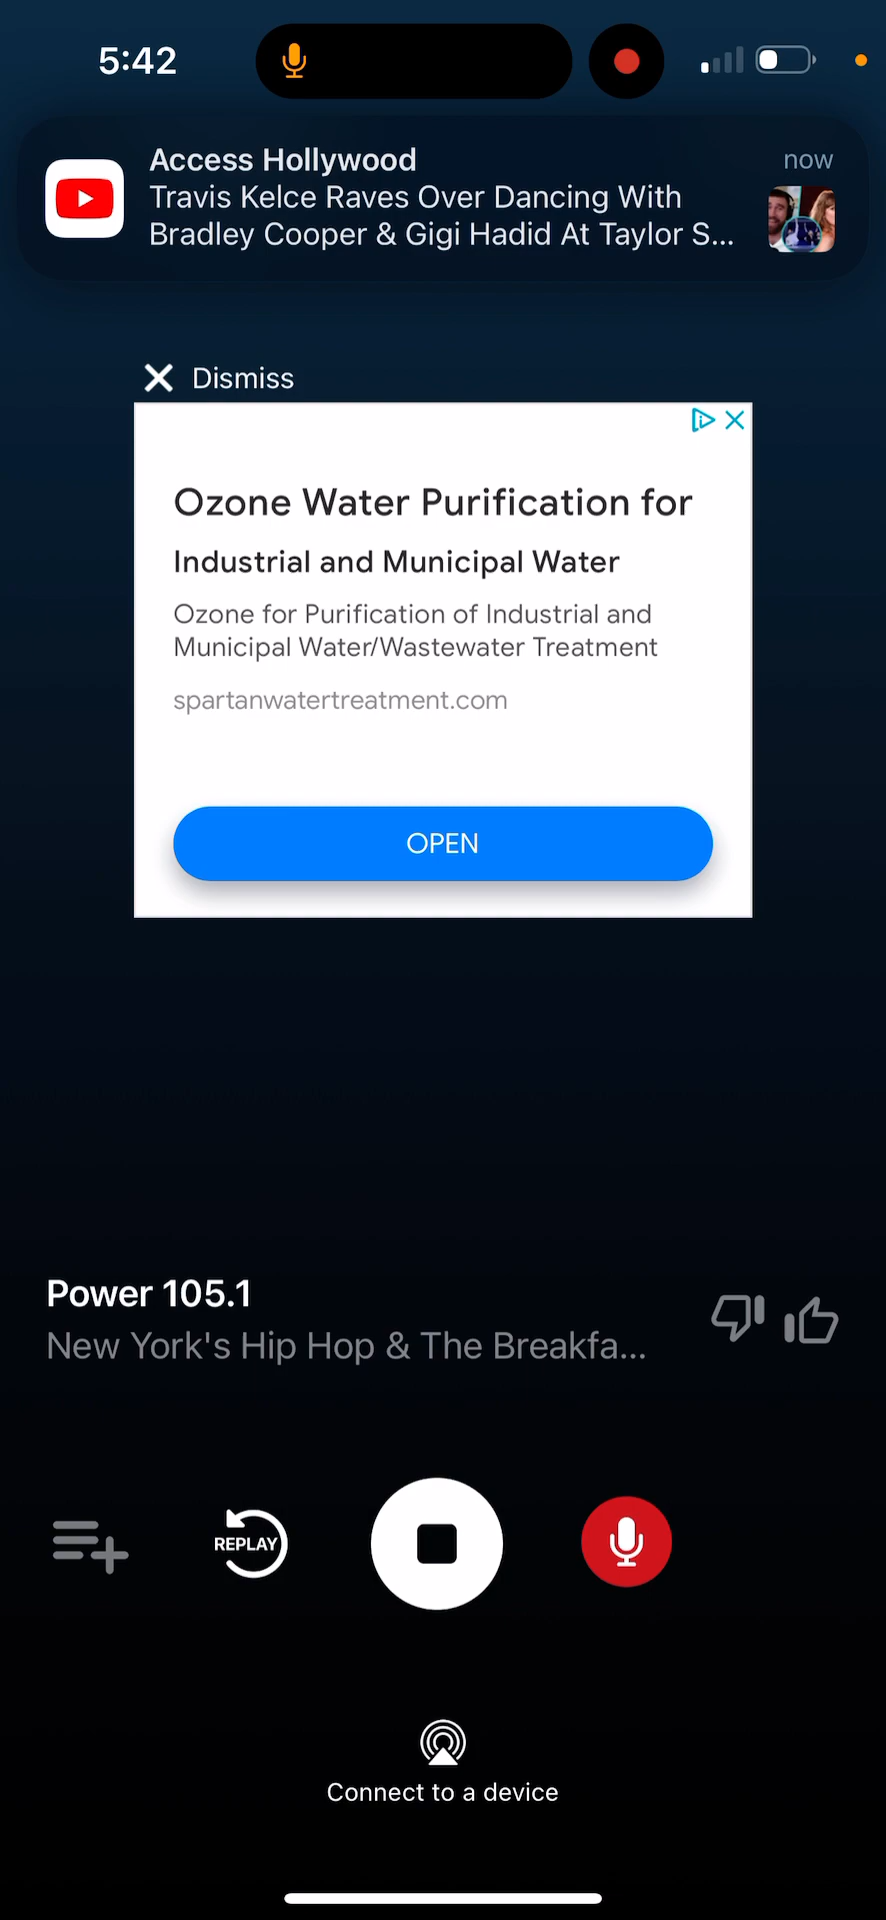 5:42
Access Hollywood
now
Travis Kelce Raves Over Dancing With
Bradley Cooper & Gigi Hadid At Taylor S...
Dismiss
Ozone Water Purification for
Industrial and Municipal Water
Ozone for Purification of Industrial and
Municipal Water/Wastewater Treatment
spartanwatertreatment.com
OPEN
Power 105.1
New York's Hip Hop & The Breakfa...
REPLAY
Connect to a device